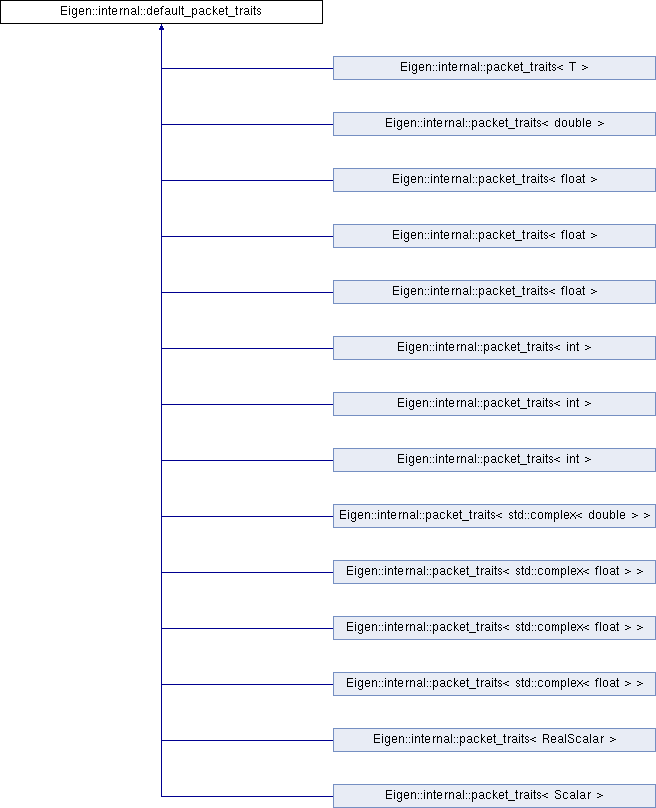 Eigen::internal::default_packet_traits
Eigen::internal::packet_traits< T >
Eigen::internal::packet_traits< double >
Eigen::internal::packet_traits< float >
Eigen::internal::packet_traits< float >
Eigen::internal::packet_traits< float >
Eigen::internal::packet_traits< int >
Eigen::internal::packet_traits< int >
Eigen::internal::packet_traits< int >
Eigen::internal::packet_traits< std::complex< double > >
Eigen::internal::packet_traits< std::complex< float > >
Eigen::internal::packet_traits< std::complex< float > >
Eigen::internal::packet_traits< std::complex< float > >
Eigen::internal::packet_traits< RealScalar >
Eigen::internal::packet_traits< Scalar >